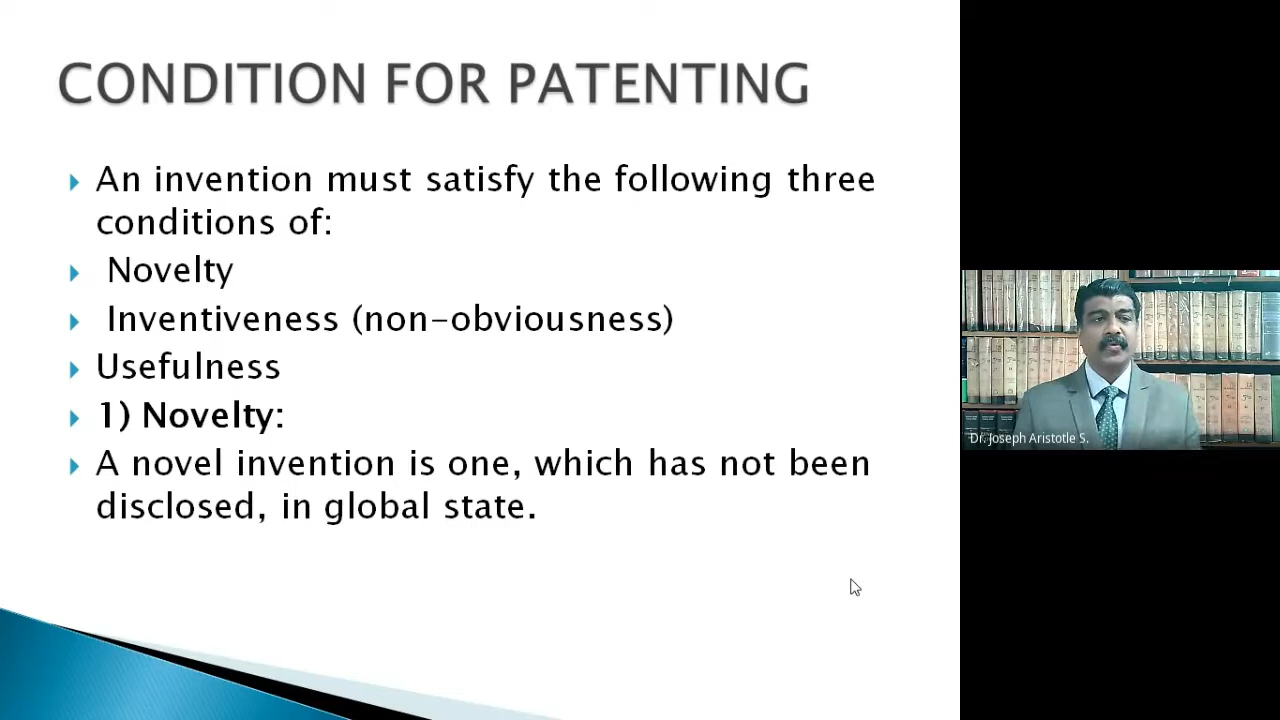 CONDITION FOR PATENTING
An invention must satisfy the following three
conditions of:
Novelty
Inventiveness (non-obviousness)
Usefulness
1) Novelty:
A novel invention is one, which has not been
disclosed, in global state.
Dr. Joseph Aristotle S.